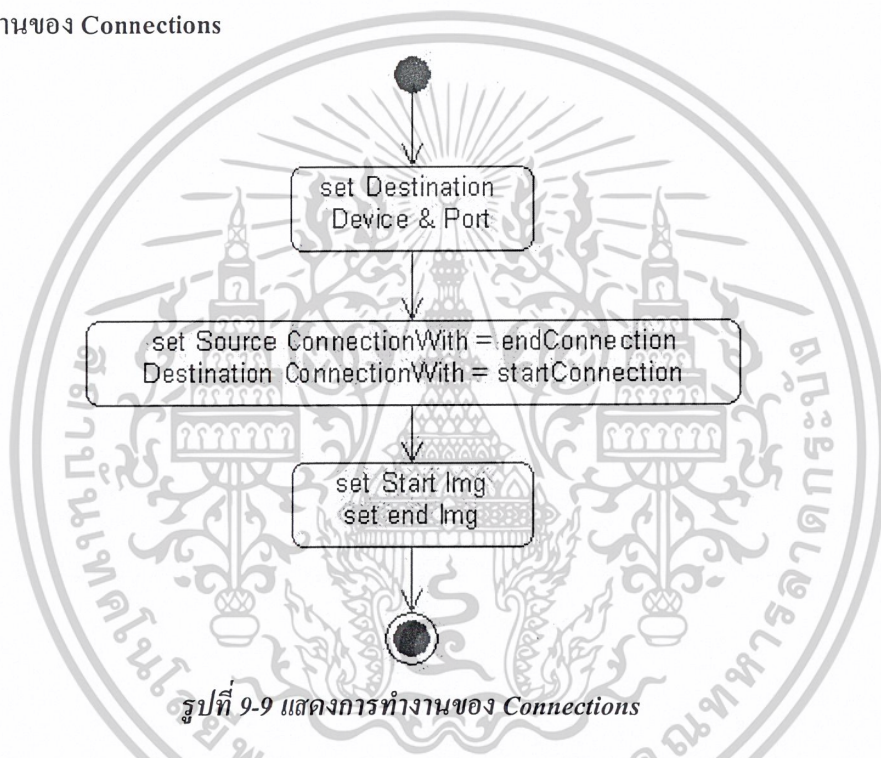 านของ Connections
set Destination
Device & Port
set Source ConnectionWith = endConnection
Destination ConnectionWith = startConnection
set Start Img
set end Img
รูปที่ 9-9 แสดงการทำงานของ Connections